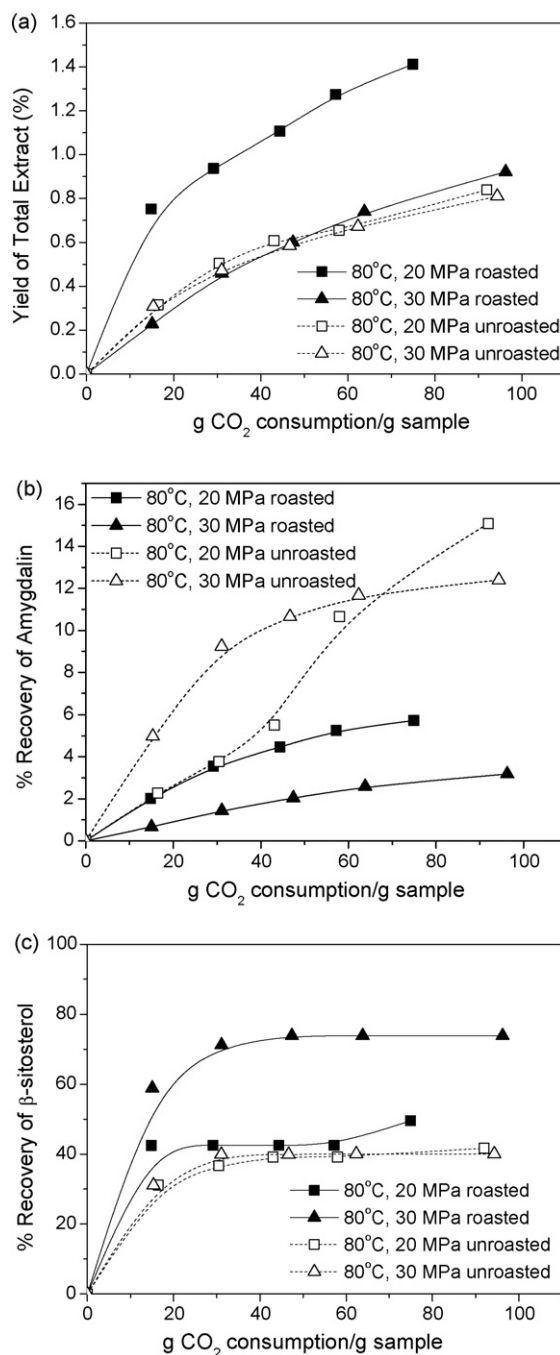 (a)
1.6
1.4
1.2
1.0
0.8
0.6
0.4
0.2
0.0
Yield of Total Extract (%)
80°C, 20 MPa roasted
80°C, 30 MPa roasted
80°C, 20 MPa unroasted
80°C, 30 MPa unroasted
0 20 40 60 80 100
g CO₂ consumption/g sample
(b)
16
14
12
10
8
6
4
2
0
% Recovery of Amygdalin
80°C, 20 MPa roasted
80°C, 30 MPa roasted
80°C, 20 MPa unroasted
80°C, 30 MPa unroasted
0 20 40 60 80 100
g CO₂ consumption/g sample
(c)
100
80
60
40
20
0
% Recovery of β-sitosterol
80°C, 20 MPa roasted
80°C, 30 MPa roasted
80°C, 20 MPa unroasted
80°C, 30 MPa unroasted
0 20 40 60 80 100
g CO₂ consumption/g sample